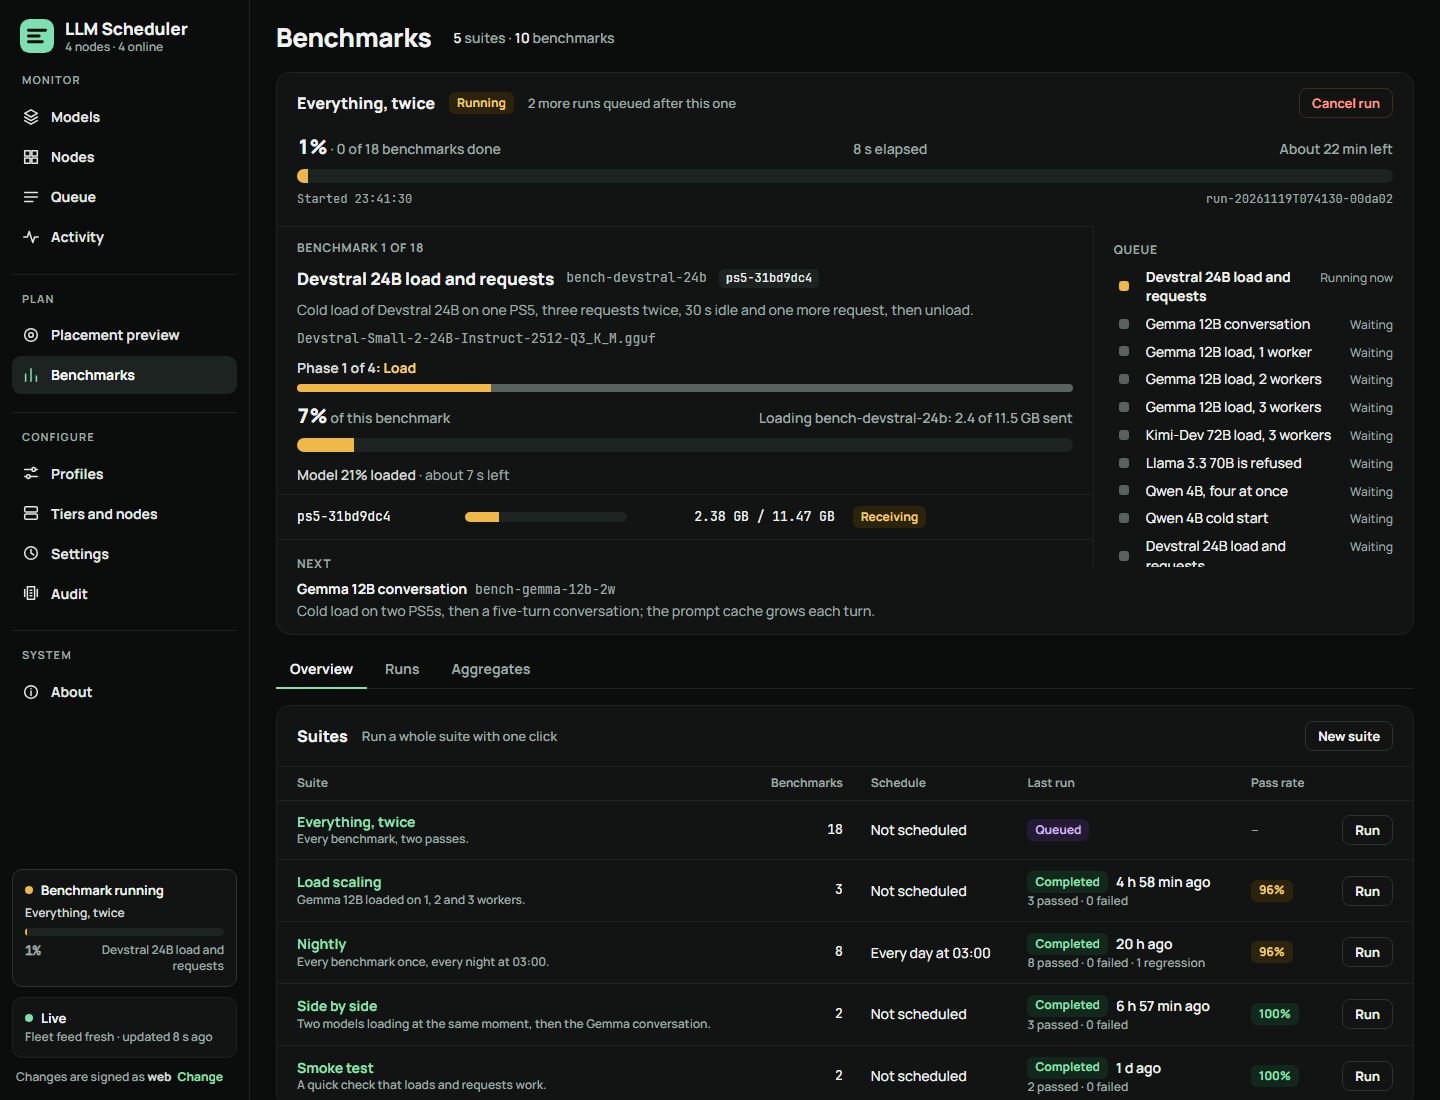 LLM Scheduler
4 nodes · 4 online
MONITOR
Models
Nodes
Queue
Activity
PLAN
Placement preview
Benchmarks
CONFIGURE
Profiles
Tiers and nodes
Settings
Audit
SYSTEM
About
Benchmark running
Everything, twice
1%
Devstral 24B load and
requests
Live
Fleet feed fresh · updated 8 s ago
Changes are signed as web Change
Benchmarks 5 suites · 10 benchmarks
Everything, twice Running 2 more runs queued after this one Cancel run
1% · 0 of 18 benchmarks done 8 s elapsed About 22 min left
Started 23:41:30 run-20261119T074130-00da02
BENCHMARK 1 OF 18
Devstral 24B load and requests bench-devstral-24b ps5-31bd9dc4
Cold load of Devstral 24B on one PS5, three requests twice, 30 s idle and one more request, then unload.
Devstral-Small-2-24B-Instruct-2512-Q3_K_M.gguf
Phase 1 of 4: Load
7% of this benchmark Loading bench-devstral-24b: 2.4 of 11.5 GB sent
Model 21% loaded · about 7 s left
ps5-31bd9dc4 2.38 GB / 11.47 GB Receiving
NEXT
Gemma 12B conversation bench-gemma-12b-2w
Cold load on two PS5s, then a five-turn conversation; the prompt cache grows each turn.
QUEUE
Devstral 24B load and Running now
requests
Gemma 12B conversation Waiting
Gemma 12B load, 1 worker Waiting
Gemma 12B load, 2 workers Waiting
Gemma 12B load, 3 workers Waiting
Kimi-Dev 72B load, 3 workers Waiting
Llama 3.3 70B is refused Waiting
Qwen 4B, four at once Waiting
Qwen 4B cold start Waiting
Devstral 24B load and Waiting
requests
Overview Runs Aggregates
Suites Run a whole suite with one click New suite
Suite Benchmarks Schedule Last run Pass rate
Everything, twice 18 Not scheduled Queued – Run
Every benchmark, two passes.
Load scaling 3 Not scheduled Completed 4 h 58 min ago 96% Run
Gemma 12B loaded on 1, 2 and 3 workers. 3 passed · 0 failed
Nightly 8 Every day at 03:00 Completed 20 h ago 96% Run
Every benchmark once, every night at 03:00. 8 passed · 0 failed · 1 regression
Side by side 2 Not scheduled Completed 6 h 57 min ago 100% Run
Two models loading at the same moment, then the Gemma conversation. 3 passed · 0 failed
Smoke test 2 Not scheduled Completed 1 d ago 100% Run
A quick check that loads and requests work. 2 passed · 0 failed